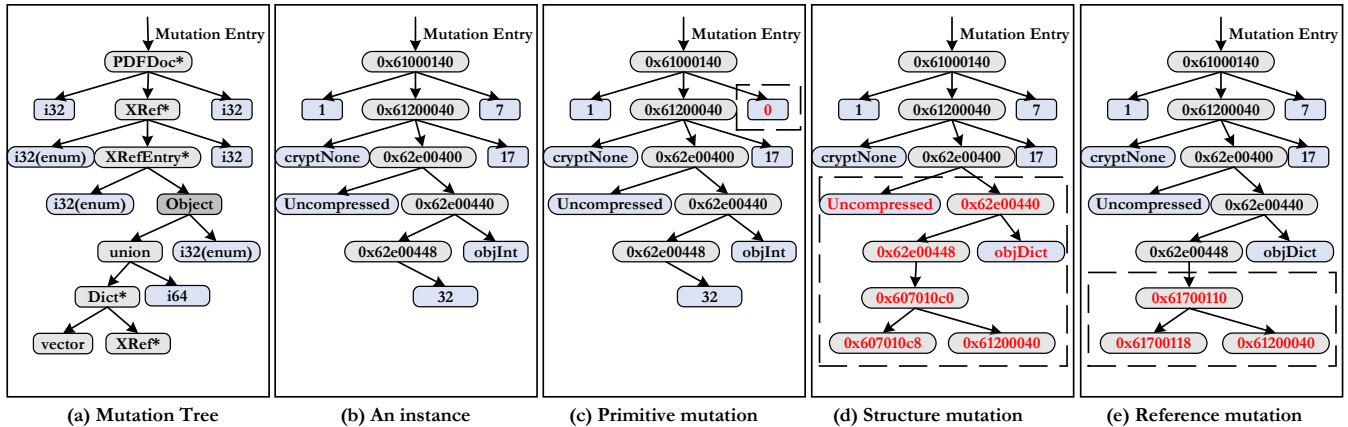 Mutation Entry
PDFDoc*
i32
XRef*
i32
i32(enum)
XRefEntry*
i32
i32(enum)
Object
union
i32(enum)
Dict*
i64
vector
XRef*
(a) Mutation Tree
Mutation Entry
0x61000140
1
0x61200040
7
cryptNone
0x62e00400
17
Uncompressed
0x62e00440
0x62e00448
objInt
32
(b) An instance
Mutation Entry
0x61000140
1
0x61200040
0
cryptNone
0x62e00400
17
Uncompressed
0x62e00440
0x62e00448
objInt
32
(c) Primitive mutation
Mutation Entry
0x61000140
1
0x61200040
7
cryptNone
0x62e00400
17
Uncompressed
0x62e00440
0x62e00448
objDict
0x607010c0
0x607010c8
0x61200040
(d) Structure mutation
Mutation Entry
0x61000140
1
0x61200040
7
cryptNone
0x62e00400
17
Uncompressed
0x62e00440
0x62e00448
objDict
0x61700110
0x61700118
0x61200040
(e) Reference mutation